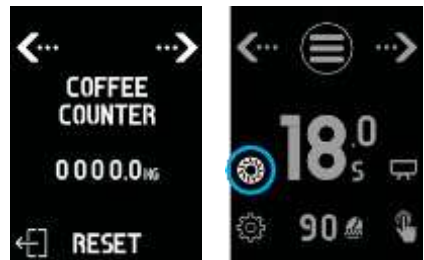 COFFEE
COUNTER
0000.0KG
RESET
18.0
S
90